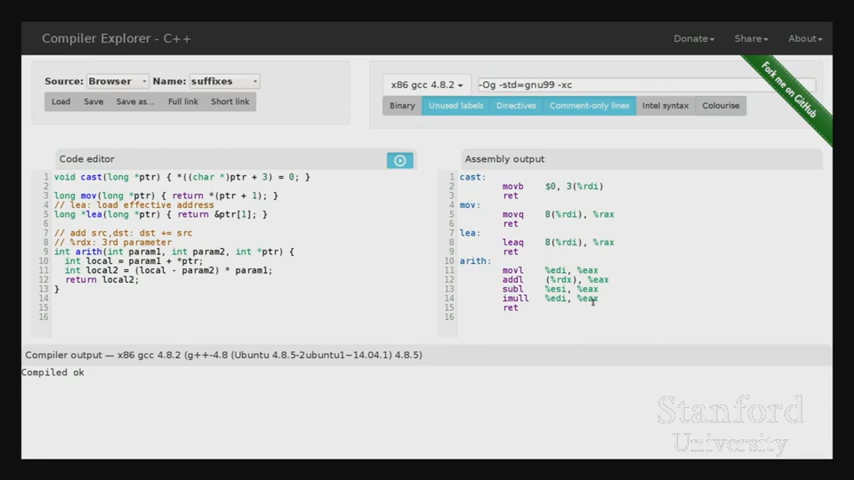 Compiler Explorer - C++
Donate
Share
About
Fork me on GitHub
Source: Browser Name: suffixes
Load Save Save as... Full link Short link
x86 gcc 4.8.2 -Og -std=gnu99 -xc
Binary Unused labels Directives Comment-only lines Intel syntax Colourise
Code editor
1 void cast(long *ptr) { *((char *)ptr + 3) = 0; }
2
3 long mov(long *ptr) { return *(ptr + 1); }
4 // lea: load effective address
5 long *lea(long *ptr) { return &ptr[1]; }
6
7 // add src,dst: dst += src
8 // %rdx: 3rd parameter
9 int arith(int param1, int param2, int *ptr) {
10 int local = param1 + *ptr;
11 int local2 = (local - param2) * param1;
12 return local2;
13 }
14
15
16
Assembly output
1 cast:
2 movb $0, 3(%rdi)
3 ret
4 mov:
5 movq 8(%rdi), %rax
6 ret
7 lea:
8 leaq 8(%rdi), %rax
9 ret
10 arith:
11 movl %edi, %eax
12 addl (%rdx), %eax
13 subl %esi, %eax
14 imull %edi, %eax
15 ret
16
Compiler output — x86 gcc 4.8.2 (g++-4.8 (Ubuntu 4.8.5-2ubuntu1~14.04.1) 4.8.5)
Compiled ok
Stanford
University